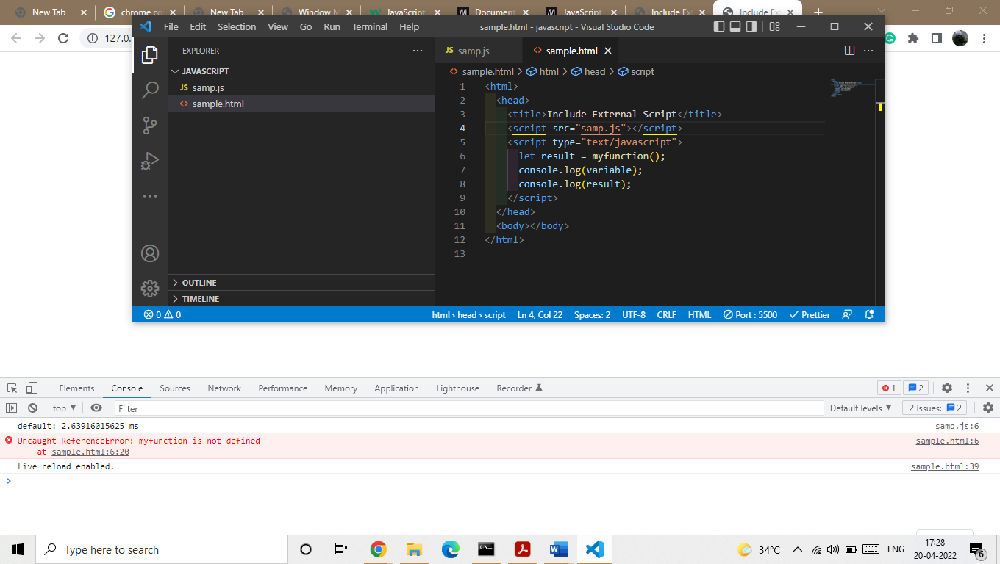 New Tab
chrome co
New Tab
Window M
JavaScript
Document
JavaScript
Include Ex
Include Ex
127.0.
File Edit Selection View Go Run Terminal Help
sample.html - javascript - Visual Studio Code
EXPLORER
JAVASCRIPT
JS samp.js
<> sample.html
OUTLINE
TIMELINE
JS samp.js
<> sample.html
<> sample.html > html > head > script
1 <html>
2 <head>
3 <title>Include External Script</title>
4 <script src="samp.js"></script>
5 <script type="text/javascript">
6 let result = myfunction();
7 console.log(variable);
8 console.log(result);
9 </script>
10 </head>
11 <body></body>
12 </html>
13
0 0
html › head › script
Ln 4, Col 22 Spaces: 2 UTF-8 CRLF HTML Port : 5500 Prettier
Elements Console Sources Network Performance Memory Application Lighthouse Recorder
1 2
top Filter Default levels 2 Issues: 2
default: 2.63916015625 ms samp.js:6
Uncaught ReferenceError: myfunction is not defined sample.html:6
at sample.html:6:20
Live reload enabled. sample.html:39
Type here to search
34°C
ENG
17:28
20-04-2022
6